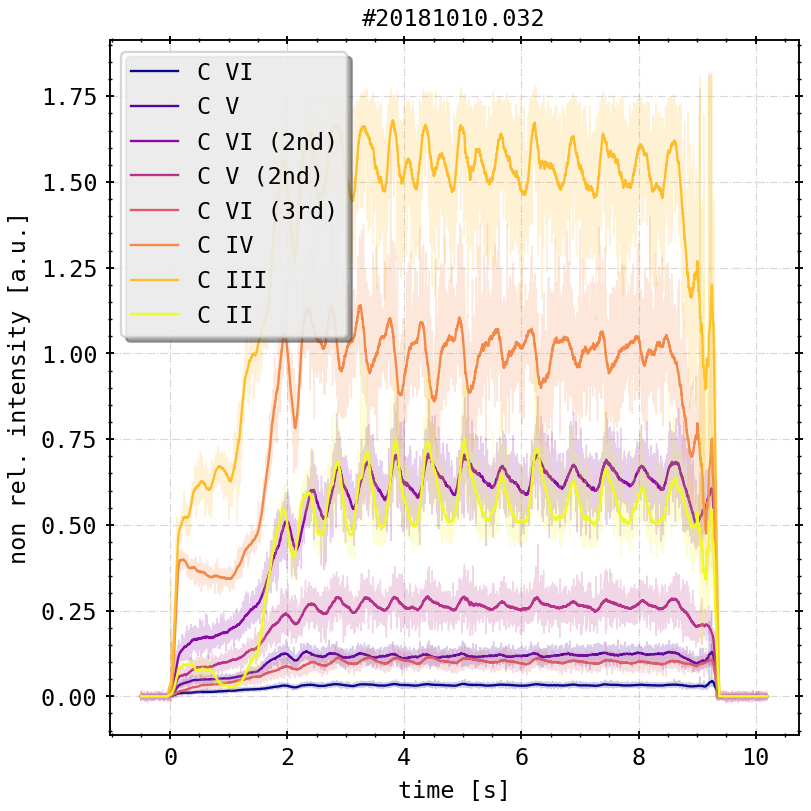 #20181010.032
C VI
C V
C VI (2nd)
C V (2nd)
C VI (3rd)
C IV
C III
C II
non rel. intensity [a.u.]
1.75
1.50
1.25
1.00
0.75
0.50
0.25
0.00
0 2 4 6 8 10
time [s]